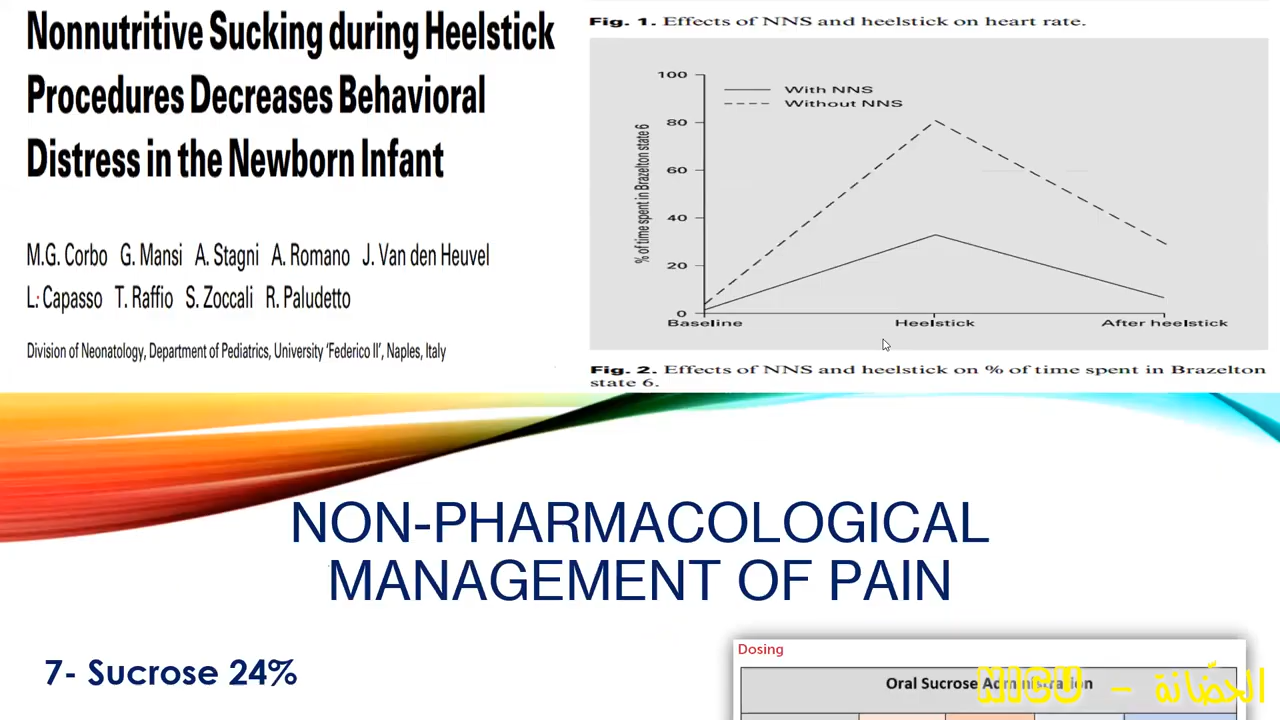 Nonnutritive Sucking during Heelstick
Procedures Decreases Behavioral
Distress in the Newborn Infant
M.G. Corbo G. Mansi A. Stagni A. Romano J. Van den Heuvel
L. Capasso T. Raffio S. Zoccali R. Paludetto
Division of Neonatology, Department of Pediatrics, University ‘Federico II’, Naples, Italy
Fig. 1. Effects of NNS and heelstick on heart rate.
With NNS
Without NNS
% of time spent in Brazelton state 6
100
80
60
40
20
0
Baseline Heelstick After heelstick
Fig. 2. Effects of NNS and heelstick on % of time spent in Brazelton
state 6.
NON-PHARMACOLOGICAL
MANAGEMENT OF PAIN
7- Sucrose 24%
Dosing
Oral Sucrose Administration
NICU - الحضّانة